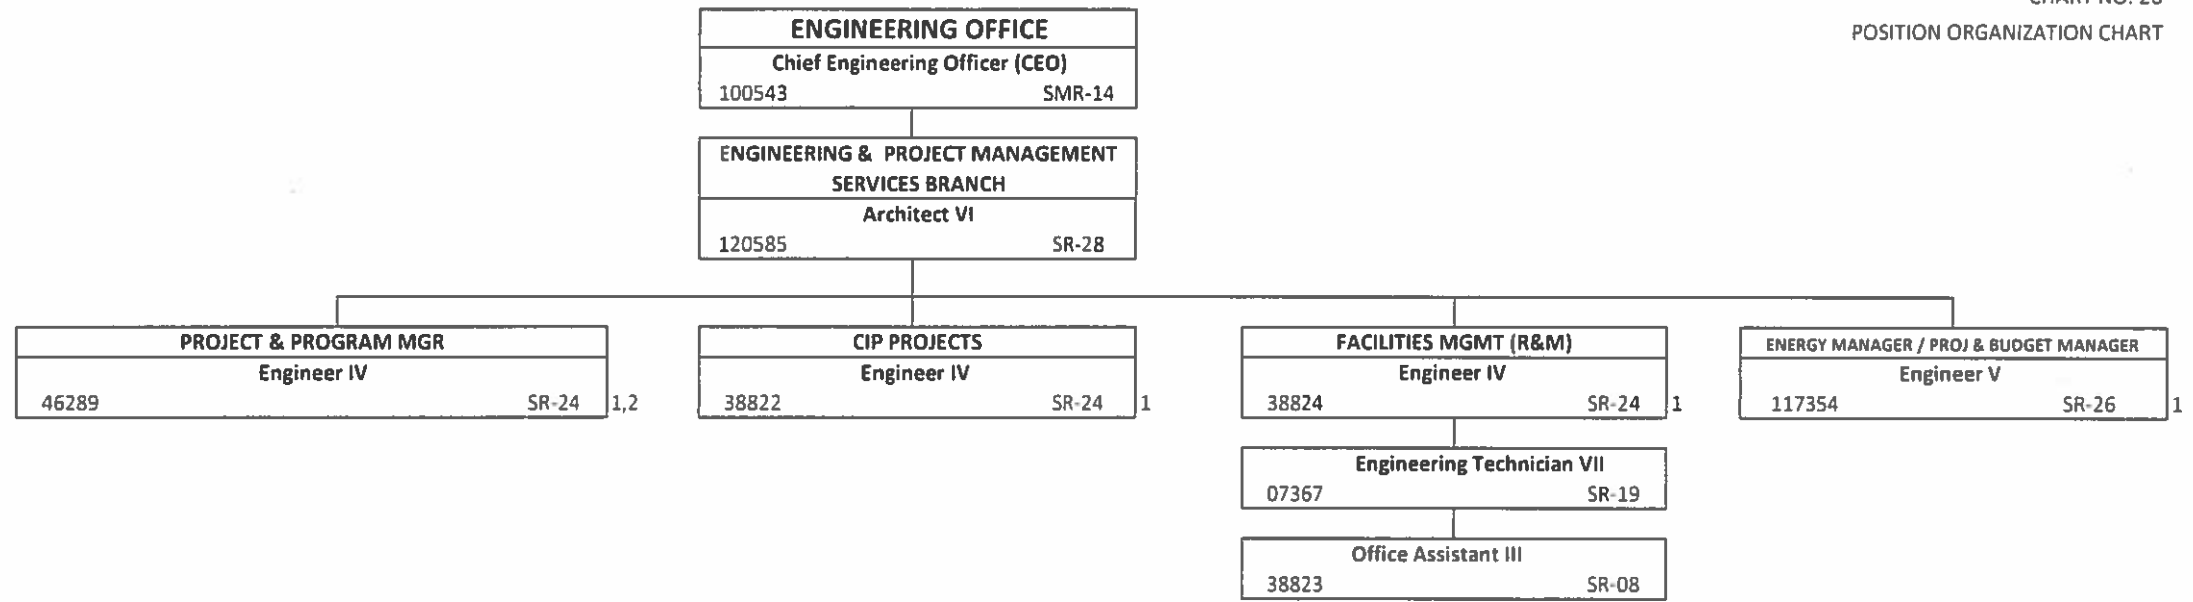 CHART NO. 28
POSITION ORGANIZATION CHART
ENGINEERING OFFICE
Chief Engineering Officer (CEO)
100543 SMR-14
ENGINEERING & PROJECT MANAGEMENT
SERVICES BRANCH
Architect VI
120585 SR-28
PROJECT & PROGRAM MGR
Engineer IV
46289 SR-24 1,2
CIP PROJECTS
Engineer IV
38822 SR-24 1
FACILITIES MGMT (R&M)
Engineer IV
38824 SR-24 1
Engineering Technician VII
07367 SR-19
Office Assistant III
38823 SR-08
ENERGY MANAGER / PROJ & BUDGET MANAGER
Engineer V
117354 SR-26 1